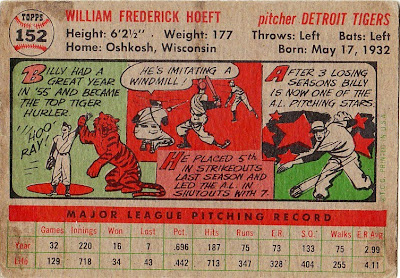 TOPPS
152
WILLIAM FREDERICK HOEFT
pitcher DETROIT TIGERS
Height: 6'2½" • Weight: 177
Throws: Left Bats: Left
Home: Oshkosh, Wisconsin
Born: May 17, 1932
BILLY HAD A
GREAT YEAR
IN '55 AND BECAME
THE TOP TIGER
HURLER.
HOO
RAY!
HE'S IMITATING A
WINDMILL!
HE PLACED 5TH
IN STRIKEOUTS
LAST SEASON AND
LED THE A.L. IN
SHUTOUTS WITH 7.
AFTER 3 LOSING
SEASONS BILLY
IS NOW ONE OF THE
A.L. PITCHING STARS.
MAJOR LEAGUE PITCHING RECORD
Games Innings Won Lost Pct. Hits Runs E.R. S.O. Walks E.R Avg.
Year 32 220 16 7 .696 187 75 73 133 75 2.99
Life 129 718 34 43 .442 713 347 328 404 255 4.11